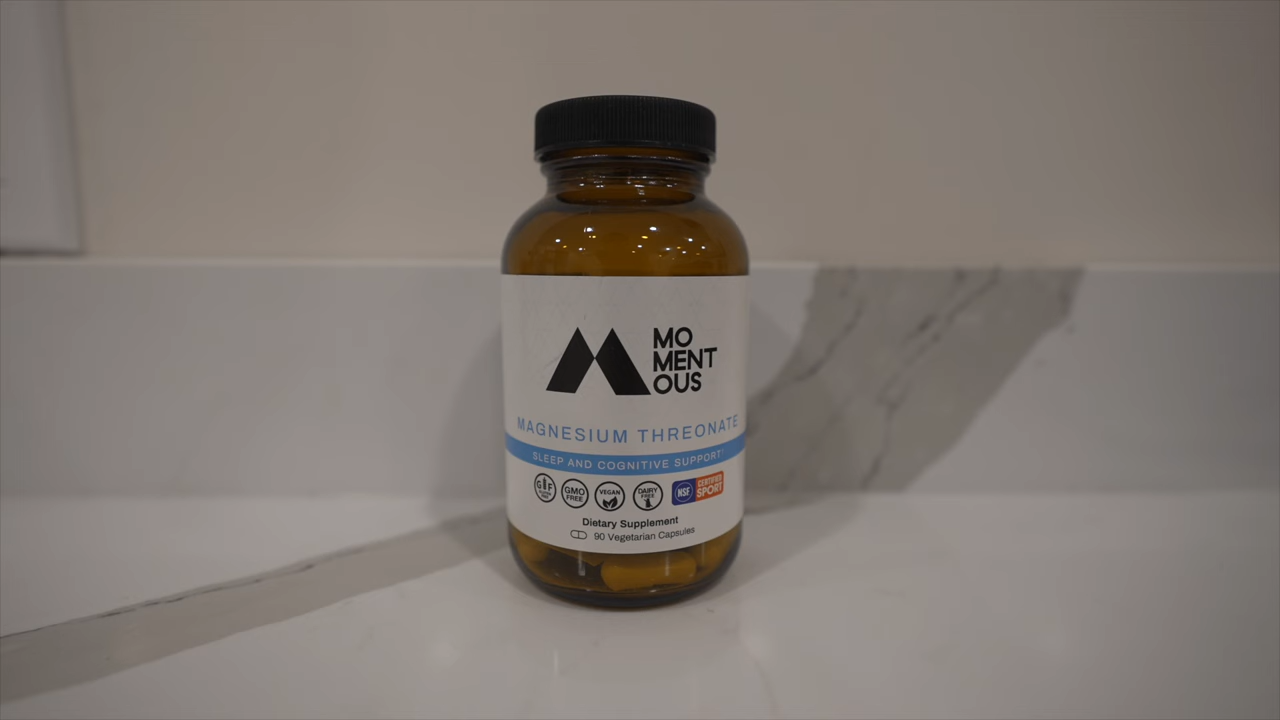 MO
MENT
OUS
MAGNESIUM THREONATE
SLEEP AND COGNITIVE SUPPORT†
GF
GMO
FREE
VEGAN
DAIRY
FREE
NSF
CERTIFIED
SPORT
Dietary Supplement
90 Vegetarian Capsules